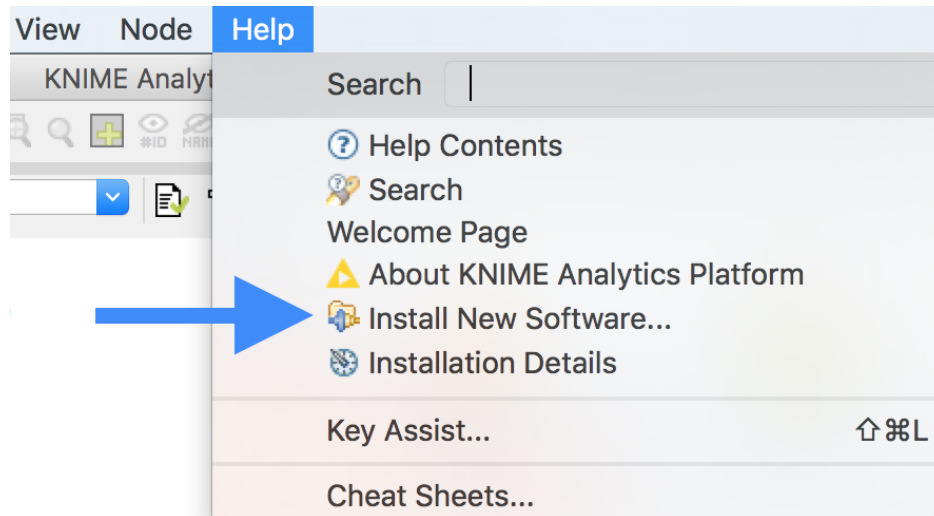 View Node Help
KNIME Analyt
Search
#ID
Help Contents
Search
Welcome Page
About KNIME Analytics Platform
Install New Software...
Installation Details
Key Assist... ⇧⌘L
Cheat Sheets...